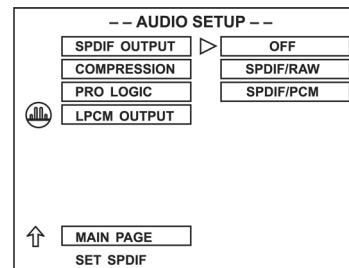 – – AUDIO SETUP – –
SPDIF OUTPUT OFF
COMPRESSION SPDIF/RAW
PRO LOGIC SPDIF/PCM
LPCM OUTPUT
MAIN PAGE
SET SPDIF